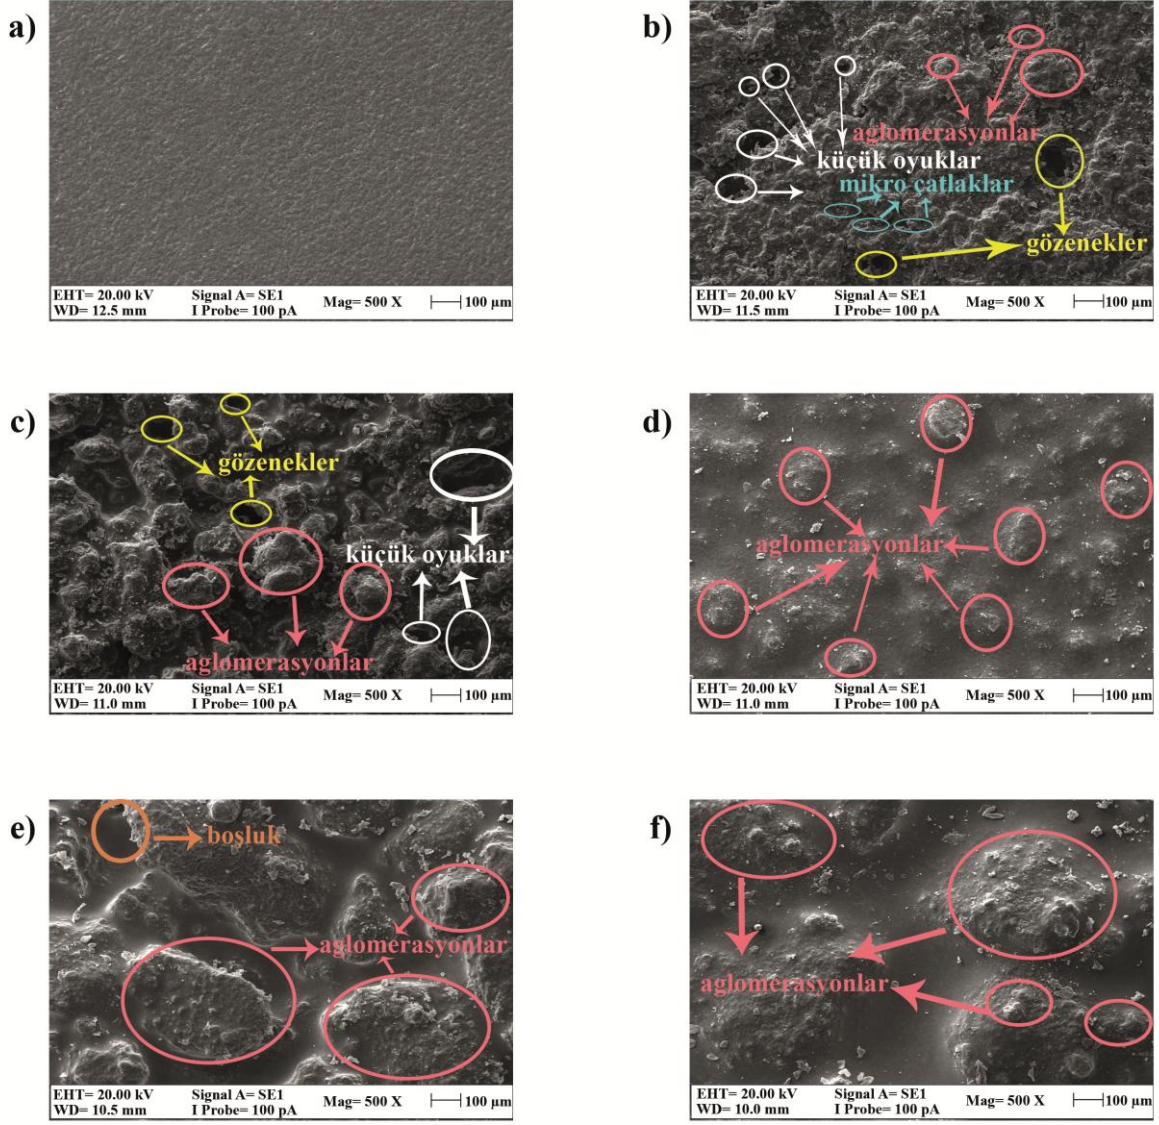 a)
EHT= 20.00 kV Signal A= SE1 Mag= 500 X 100 µm
WD= 12.5 mm I Probe= 100 pA
b)
aglomerasyonlar
küçük oyuklar
mikro çatlaklar
gözenekler
EHT= 20.00 kV Signal A= SE1 Mag= 500 X 100 µm
WD= 11.5 mm I Probe= 100 pA
c)
gözenekler
küçük oyuklar
aglomerasyonlar
EHT= 20.00 kV Signal A= SE1 Mag= 500 X 100 µm
WD= 11.0 mm I Probe= 100 pA
d)
aglomerasyonlar
EHT= 20.00 kV Signal A= SE1 Mag= 500 X 100 µm
WD= 11.0 mm I Probe= 100 pA
e)
boşluk
aglomerasyonlar
EHT= 20.00 kV Signal A= SE1 Mag= 500 X 100 µm
WD= 10.5 mm I Probe= 100 pA
f)
aglomerasyonlar
EHT= 20.00 kV Signal A= SE1 Mag= 500 X 100 µm
WD= 10.0 mm I Probe= 100 pA